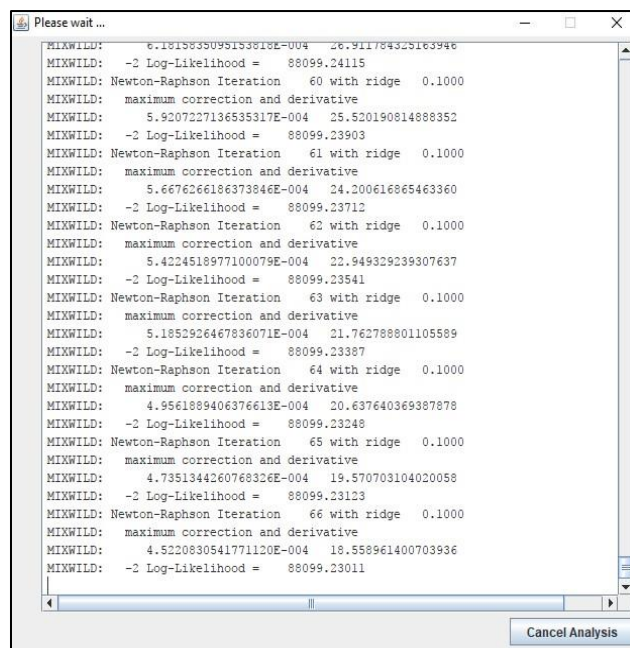 Please wait ...
MIXWILD: 6.1815835095153818E-004 26.911784325163946
MIXWILD: -2 Log-Likelihood = 88099.24115
MIXWILD: Newton-Raphson Iteration 60 with ridge 0.1000
MIXWILD: maximum correction and derivative
MIXWILD: 5.9207227136535317E-004 25.520190814888352
MIXWILD: -2 Log-Likelihood = 88099.23903
MIXWILD: Newton-Raphson Iteration 61 with ridge 0.1000
MIXWILD: maximum correction and derivative
MIXWILD: 5.6676266186373846E-004 24.200616865463360
MIXWILD: -2 Log-Likelihood = 88099.23712
MIXWILD: Newton-Raphson Iteration 62 with ridge 0.1000
MIXWILD: maximum correction and derivative
MIXWILD: 5.4224518977100079E-004 22.949329239307637
MIXWILD: -2 Log-Likelihood = 88099.23541
MIXWILD: Newton-Raphson Iteration 63 with ridge 0.1000
MIXWILD: maximum correction and derivative
MIXWILD: 5.1852926467836071E-004 21.762788801105589
MIXWILD: -2 Log-Likelihood = 88099.23387
MIXWILD: Newton-Raphson Iteration 64 with ridge 0.1000
MIXWILD: maximum correction and derivative
MIXWILD: 4.9561889406376613E-004 20.637640369387878
MIXWILD: -2 Log-Likelihood = 88099.23248
MIXWILD: Newton-Raphson Iteration 65 with ridge 0.1000
MIXWILD: maximum correction and derivative
MIXWILD: 4.7351344260768326E-004 19.570703104020058
MIXWILD: -2 Log-Likelihood = 88099.23123
MIXWILD: Newton-Raphson Iteration 66 with ridge 0.1000
MIXWILD: maximum correction and derivative
MIXWILD: 4.5220830541771120E-004 18.558961400703936
MIXWILD: -2 Log-Likelihood = 88099.23011
Cancel Analysis